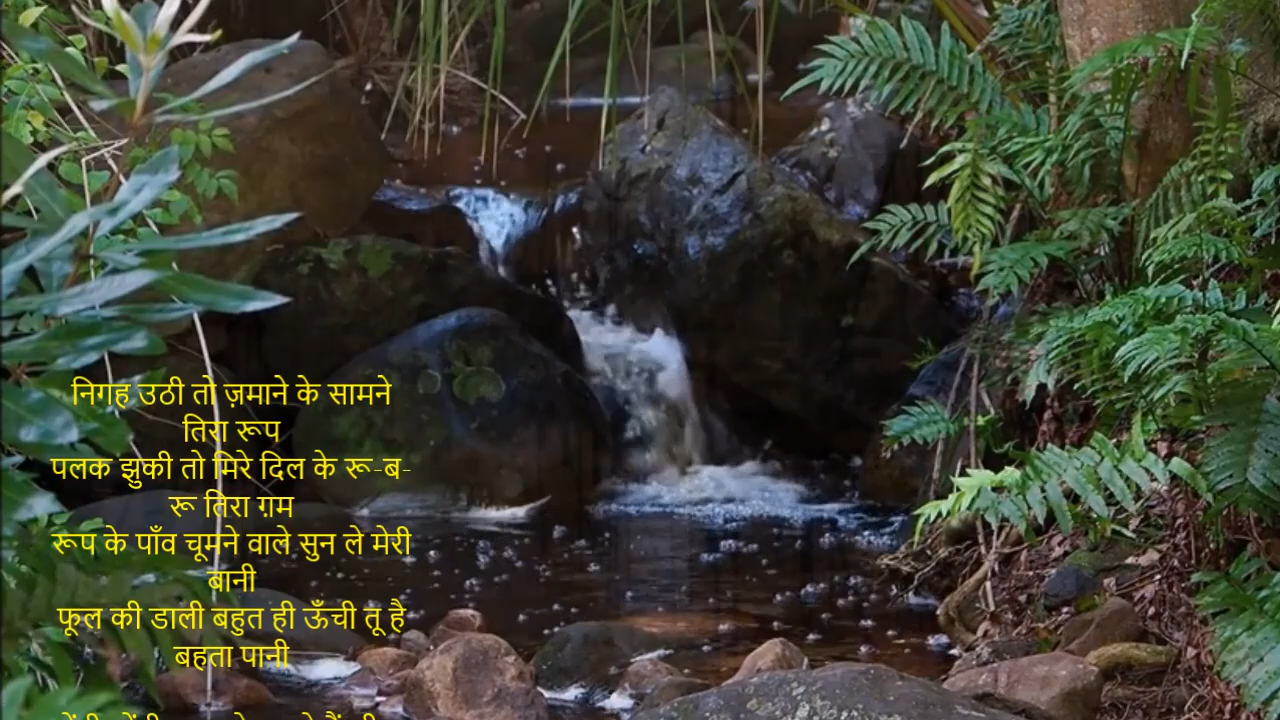 निगह उठी तो ज़माने के सामने
तिरा रूप
पलक झुकी तो मिरे दिल के रू-ब-
रू तिरा ग़म
रूप के पाँव चूमने वाले सुन ले मेरी
बानी
फूल की डाली बहुत ही ऊँची तू है
बहता पानी